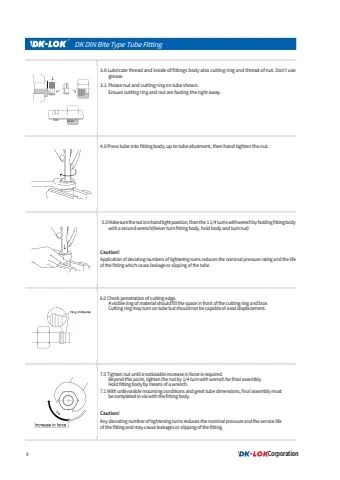 DK-LOK DK DIN Bite Type Tube Fitting
3.0 Lubricate thread and inside of fittings body also cutting ring and thread of nut. Don't use
grease.
3.1 Please nut and cutting ring on tube shown.
Ensure cutting ring and nut are facing the right away.
4.0 Press tube into fitting body, up to tube abutment, then hand-tighten the nut.
5.0 Make sure the nut is in hand tight position, then the 1 1/4 turns with wrench by holding fitting body
with a second wrench(Never turn fitting body, hold body and turn nut)
Caution!
Application of deviating numbers of tightening turns reduces the nominal pressure rating and the life
of the fitting which cause leakage or slipping of the tube.
6.0 Check penetration of cutting edge.
A visible ring of material should fill the space in front of the cutting ring end face.
Cutting ring may turn on tube but should not be capable of axial displacement.
7.0 Tighten nut until a noticeable increase in force is required.
Beyond this point, tighten the nut by 1/4 turn with wrench for final assembly.
Hold fitting body by means of a wrench.
7.1 With unfavorable mounting conditions and great tube dimensions, final assembly must
be completed in via with the fitting body.
Increase in force
Caution!
Any deviating number of tightening turns reduces the nominal pressure and the service life
of the fitting and may cause leakages or slipping of the fitting.
DK-LOK Corporation